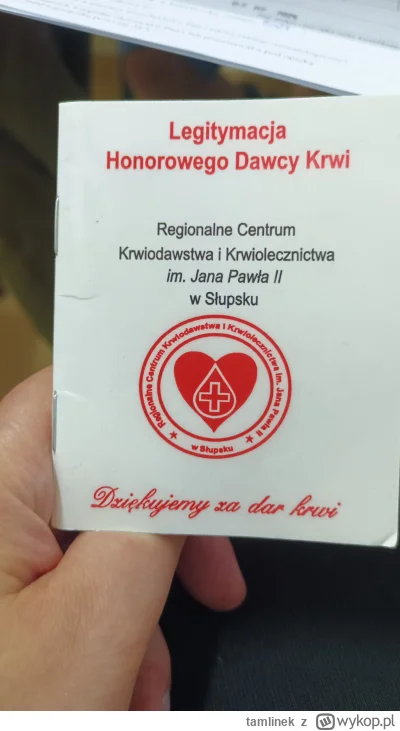 Legitymacja
Honorowego Dawcy Krwi
Regionalne Centrum
Krwiodawstwa i Krwiolecznictwa
im. Jana Pawła II
w Słupsku
Regionalne Centrum Krwiodawstwa i Krwiolecznictwa im. Jana Pawła II
w Słupsku
Dziękujemy za dar krwi
tamlinek z wykop.pl